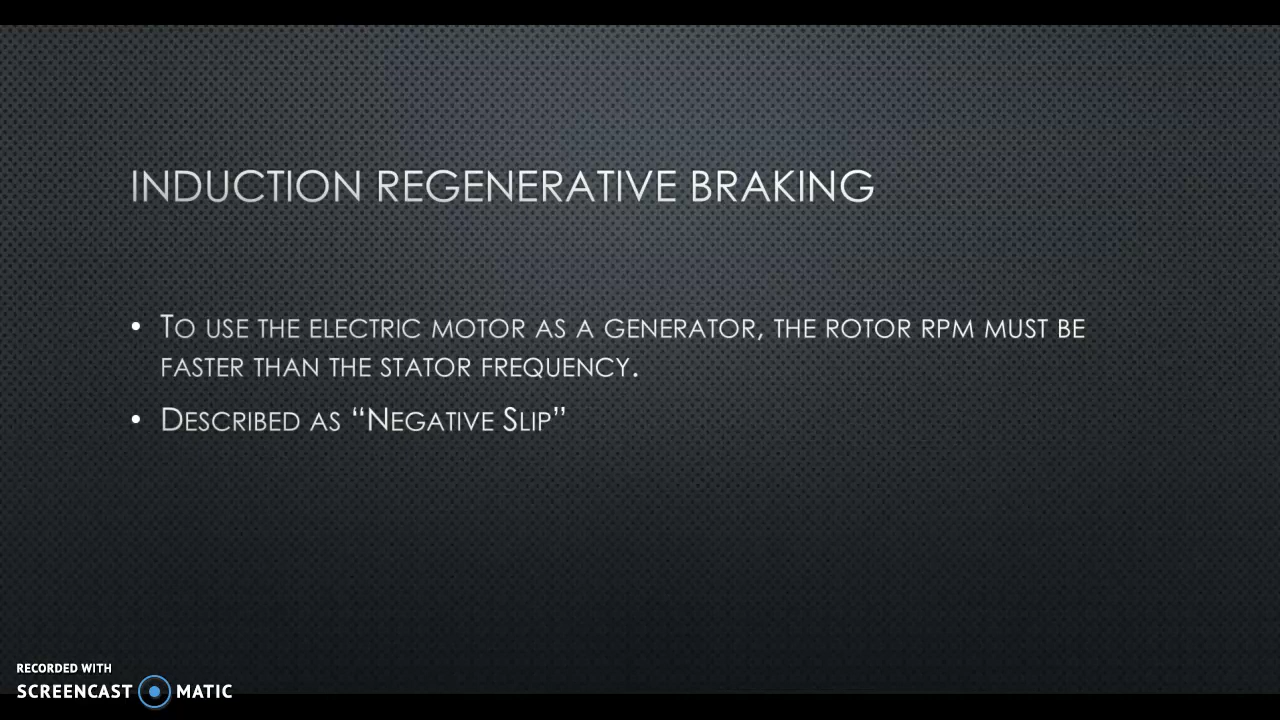 INDUCTION REGENERATIVE BRAKING
• To use the electric motor as a generator, the rotor rpm must be
faster than the stator frequency.
• Described as “Negative Slip”
RECORDED WITH
SCREENCAST MATIC